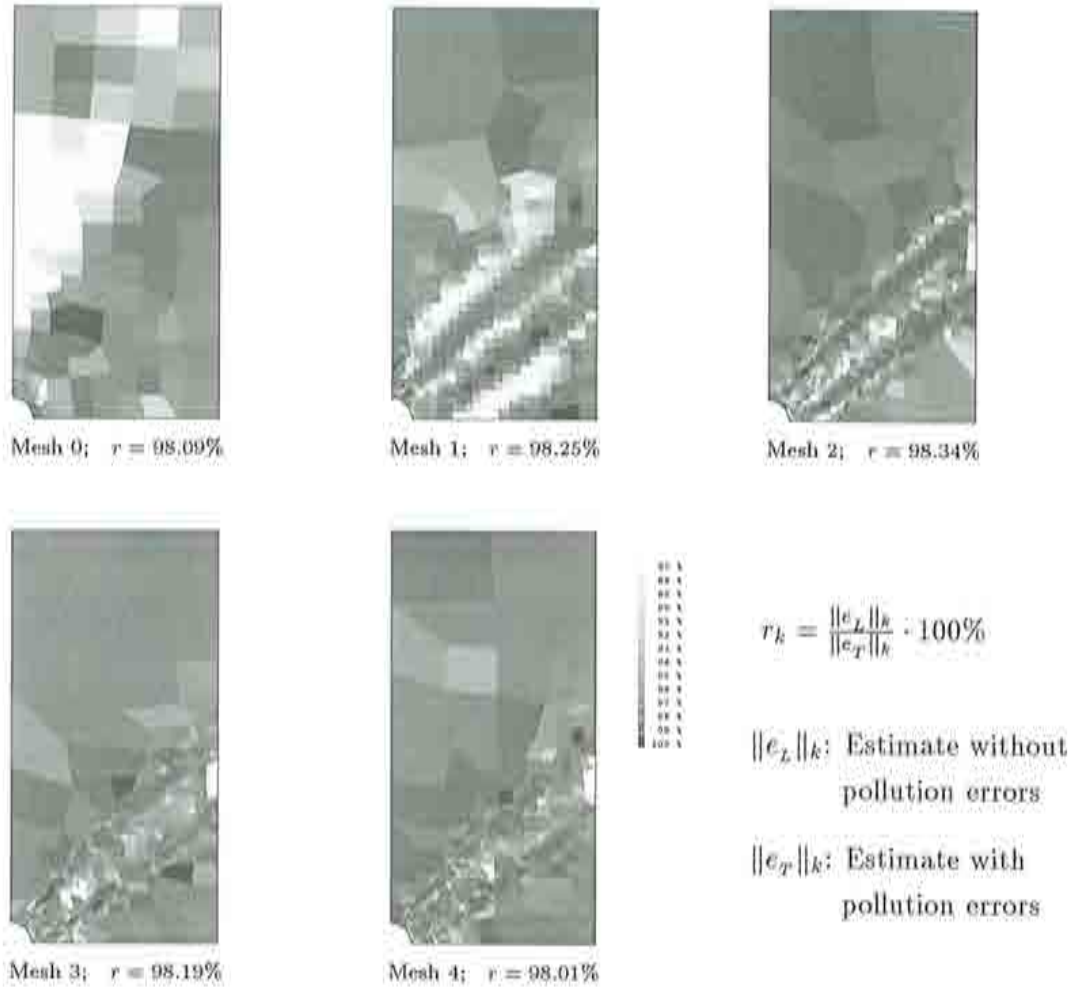 Mesh 0; r = 98.09%
Mesh 1; r = 98.25%
Mesh 2; r = 98.34%
r_k = ||e_L||_k / ||e_T||_k · 100%
||e_L||_k: Estimate without
pollution errors
||e_T||_k: Estimate with
pollution errors
Mesh 3; r = 98.19%
Mesh 4; r = 98.01%